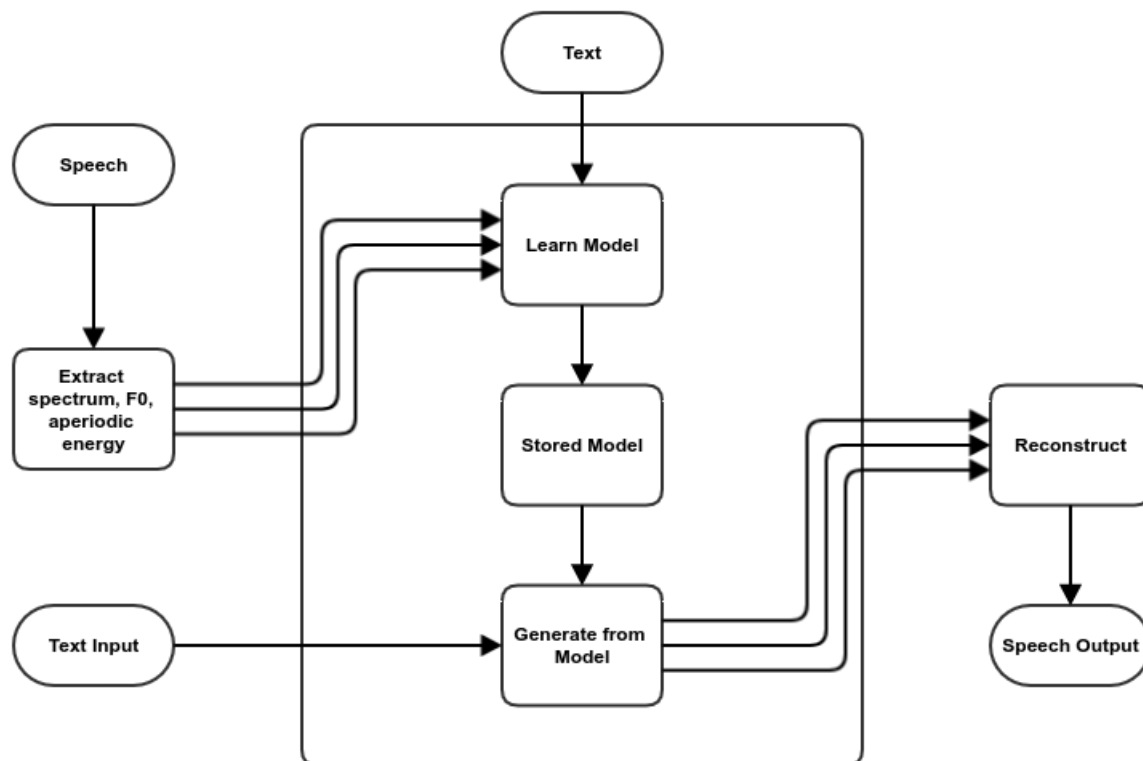 Text
Speech
Learn Model
Extract
spectrum, F0,
aperiodic
energy
Stored Model
Reconstruct
Text Input
Generate from
Model
Speech Output